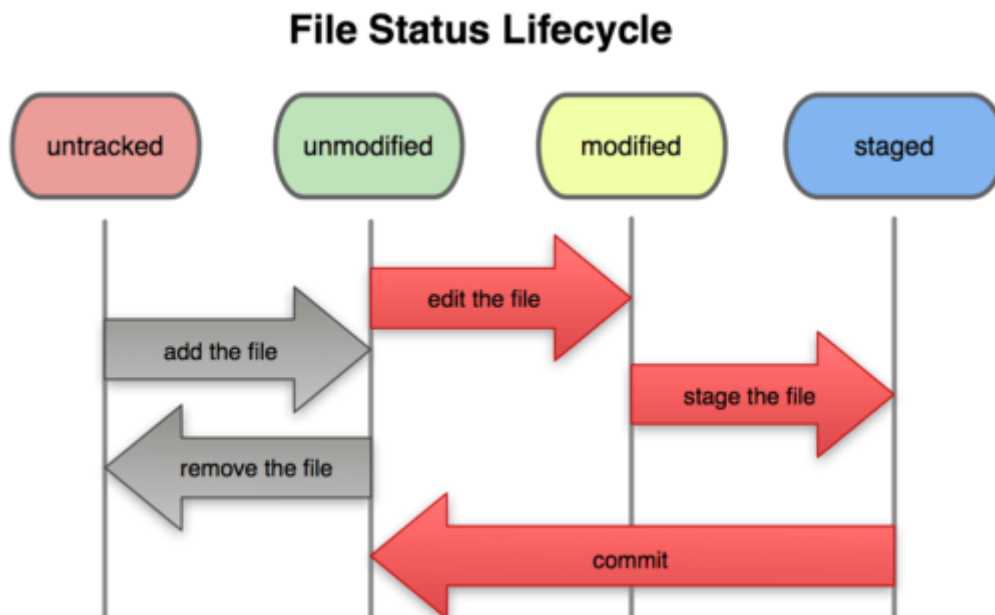 File Status Lifecycle
untracked
unmodified
modified
staged
edit the file
add the file
stage the file
remove the file
commit